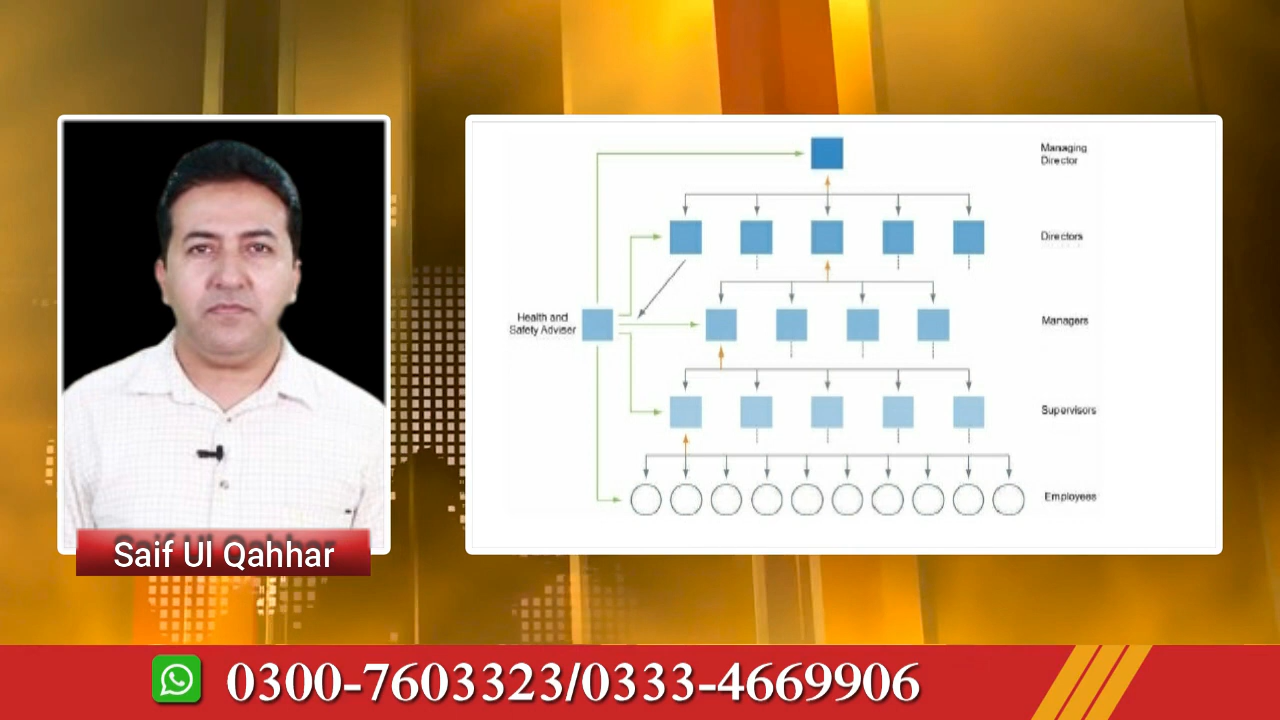 Managing
Director
Directors
Health and
Safety Adviser
Managers
Supervisors
Employees
Saif Ul Qahhar
0300-7603323/0333-4669906